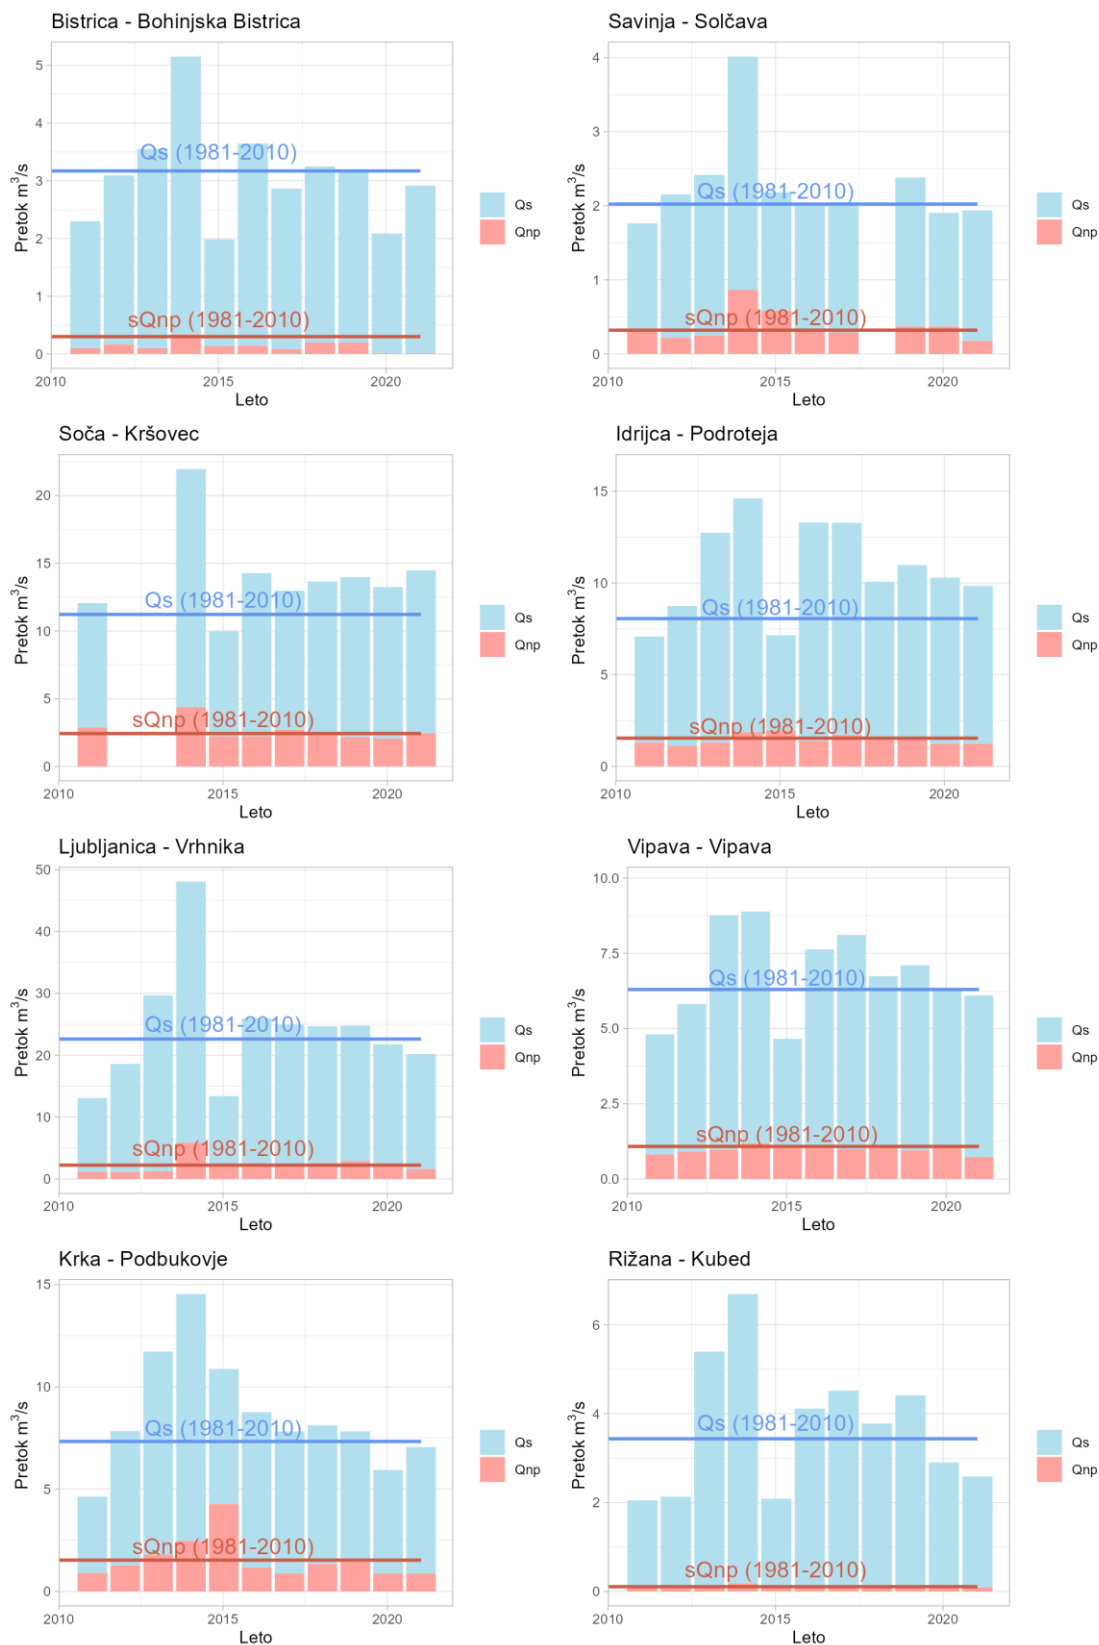 Bistrica - Bohinjska Bistrica
5
4
3
2
1
0
Pretok m³/s
Qs (1981-2010)
sQnp (1981-2010)
2010 2015 2020
Leto
Qs
Qnp
Savinja - Solčava
4
3
2
1
0
Pretok m³/s
Qs (1981-2010)
sQnp (1981-2010)
2010 2015 2020
Leto
Qs
Qnp
Soča - Kršovec
20
15
10
5
0
Pretok m³/s
Qs (1981-2010)
sQnp (1981-2010)
2010 2015 2020
Leto
Qs
Qnp
Idrijca - Podroteja
15
10
5
0
Pretok m³/s
Qs (1981-2010)
sQnp (1981-2010)
2010 2015 2020
Leto
Qs
Qnp
Ljubljanica - Vrhnika
50
40
30
20
10
0
Pretok m³/s
Qs (1981-2010)
sQnp (1981-2010)
2010 2015 2020
Leto
Qs
Qnp
Vipava - Vipava
10.0
7.5
5.0
2.5
0.0
Pretok m³/s
Qs (1981-2010)
sQnp (1981-2010)
2010 2015 2020
Leto
Qs
Qnp
Krka - Podbukovje
15
10
5
0
Pretok m³/s
Qs (1981-2010)
sQnp (1981-2010)
2010 2015 2020
Leto
Qs
Qnp
Rižana - Kubed
6
4
2
0
Pretok m³/s
Qs (1981-2010)
sQnp (1981-2010)
2010 2015 2020
Leto
Qs
Qnp